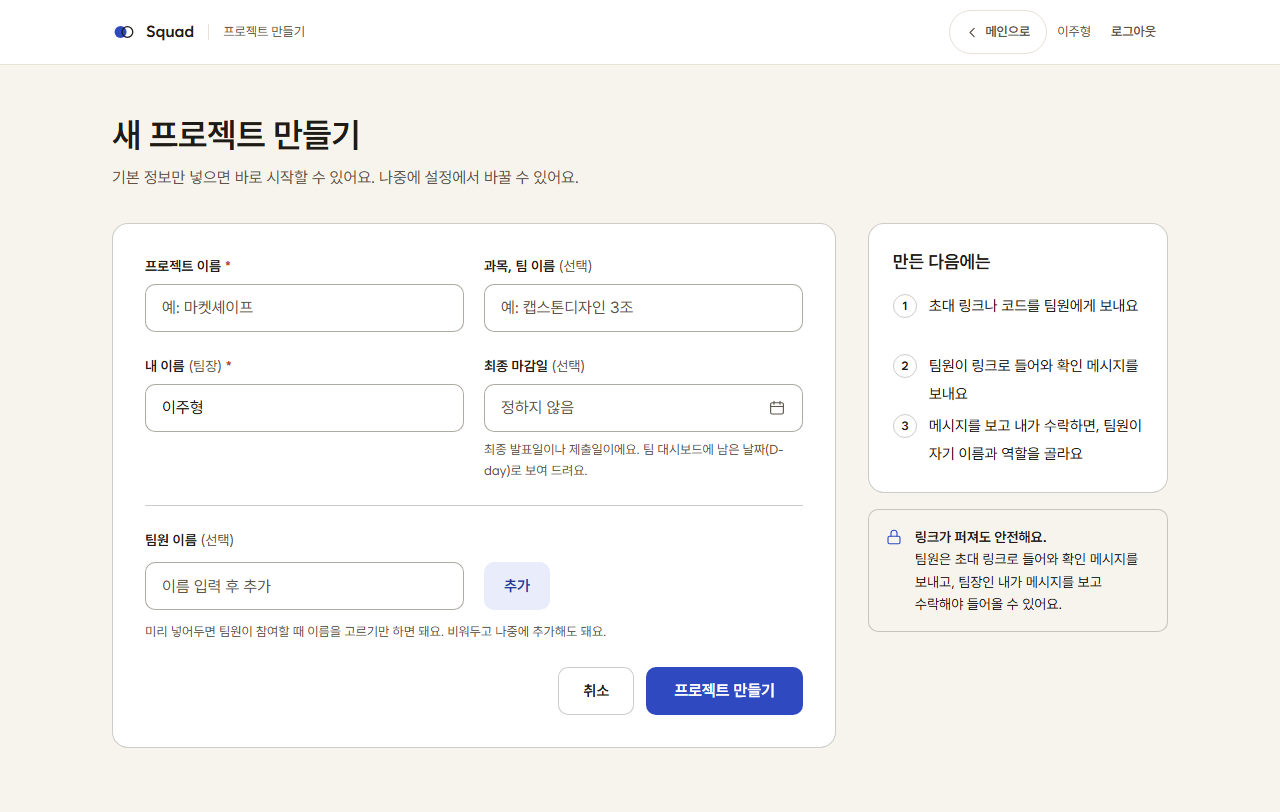 Squad
프로젝트 만들기
메인으로
이주형
로그아웃
새 프로젝트 만들기
기본 정보만 넣으면 바로 시작할 수 있어요. 나중에 설정에서 바꿀 수 있어요.
프로젝트 이름 *
예: 마켓셰이프
과목, 팀 이름 (선택)
예: 캡스톤디자인 3조
내 이름 (팀장) *
이주형
최종 마감일 (선택)
정하지 않음
최종 발표일이나 제출일이에요. 팀 대시보드에 남은 날짜(D-
day)로 보여 드려요.
팀원 이름 (선택)
이름 입력 후 추가
추가
미리 넣어두면 팀원이 참여할 때 이름을 고르기만 하면 돼요. 비워두고 나중에 추가해도 돼요.
취소
프로젝트 만들기
만든 다음에는
1 초대 링크나 코드를 팀원에게 보내요
2 팀원이 링크로 들어와 확인 메시지를
보내요
3 메시지를 보고 내가 수락하면, 팀원이
자기 이름과 역할을 골라요
링크가 퍼져도 안전해요.
팀원은 초대 링크로 들어와 확인 메시지를
보내고, 팀장인 내가 메시지를 보고
수락해야 들어올 수 있어요.